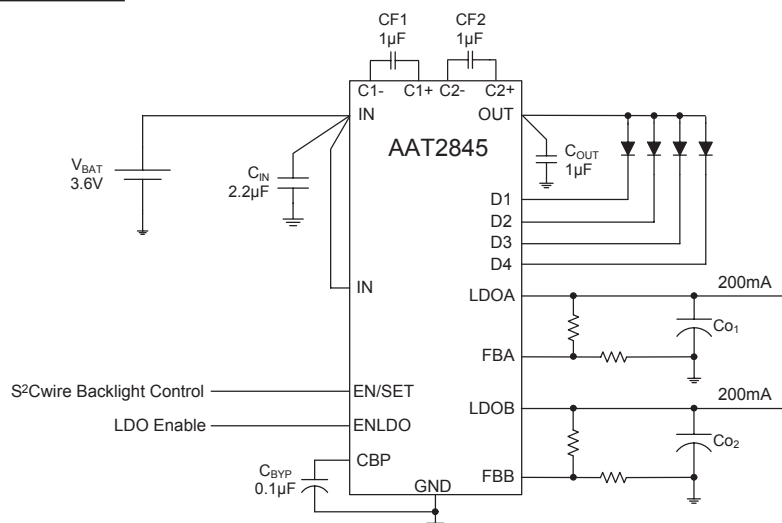 CF1
1µF
CF2
1µF
C1- C1+ C2- C2+
IN OUT
AAT2845
V_BAT
3.6V
C_IN
2.2µF
C_OUT
1µF
D1
D2
D3
D4
IN
LDOA 200mA
Co₁
FBA
S²Cwire Backlight Control EN/SET
LDO Enable ENLDO
LDOB 200mA
Co₂
CBP
C_BYP
0.1µF
FBB
GND